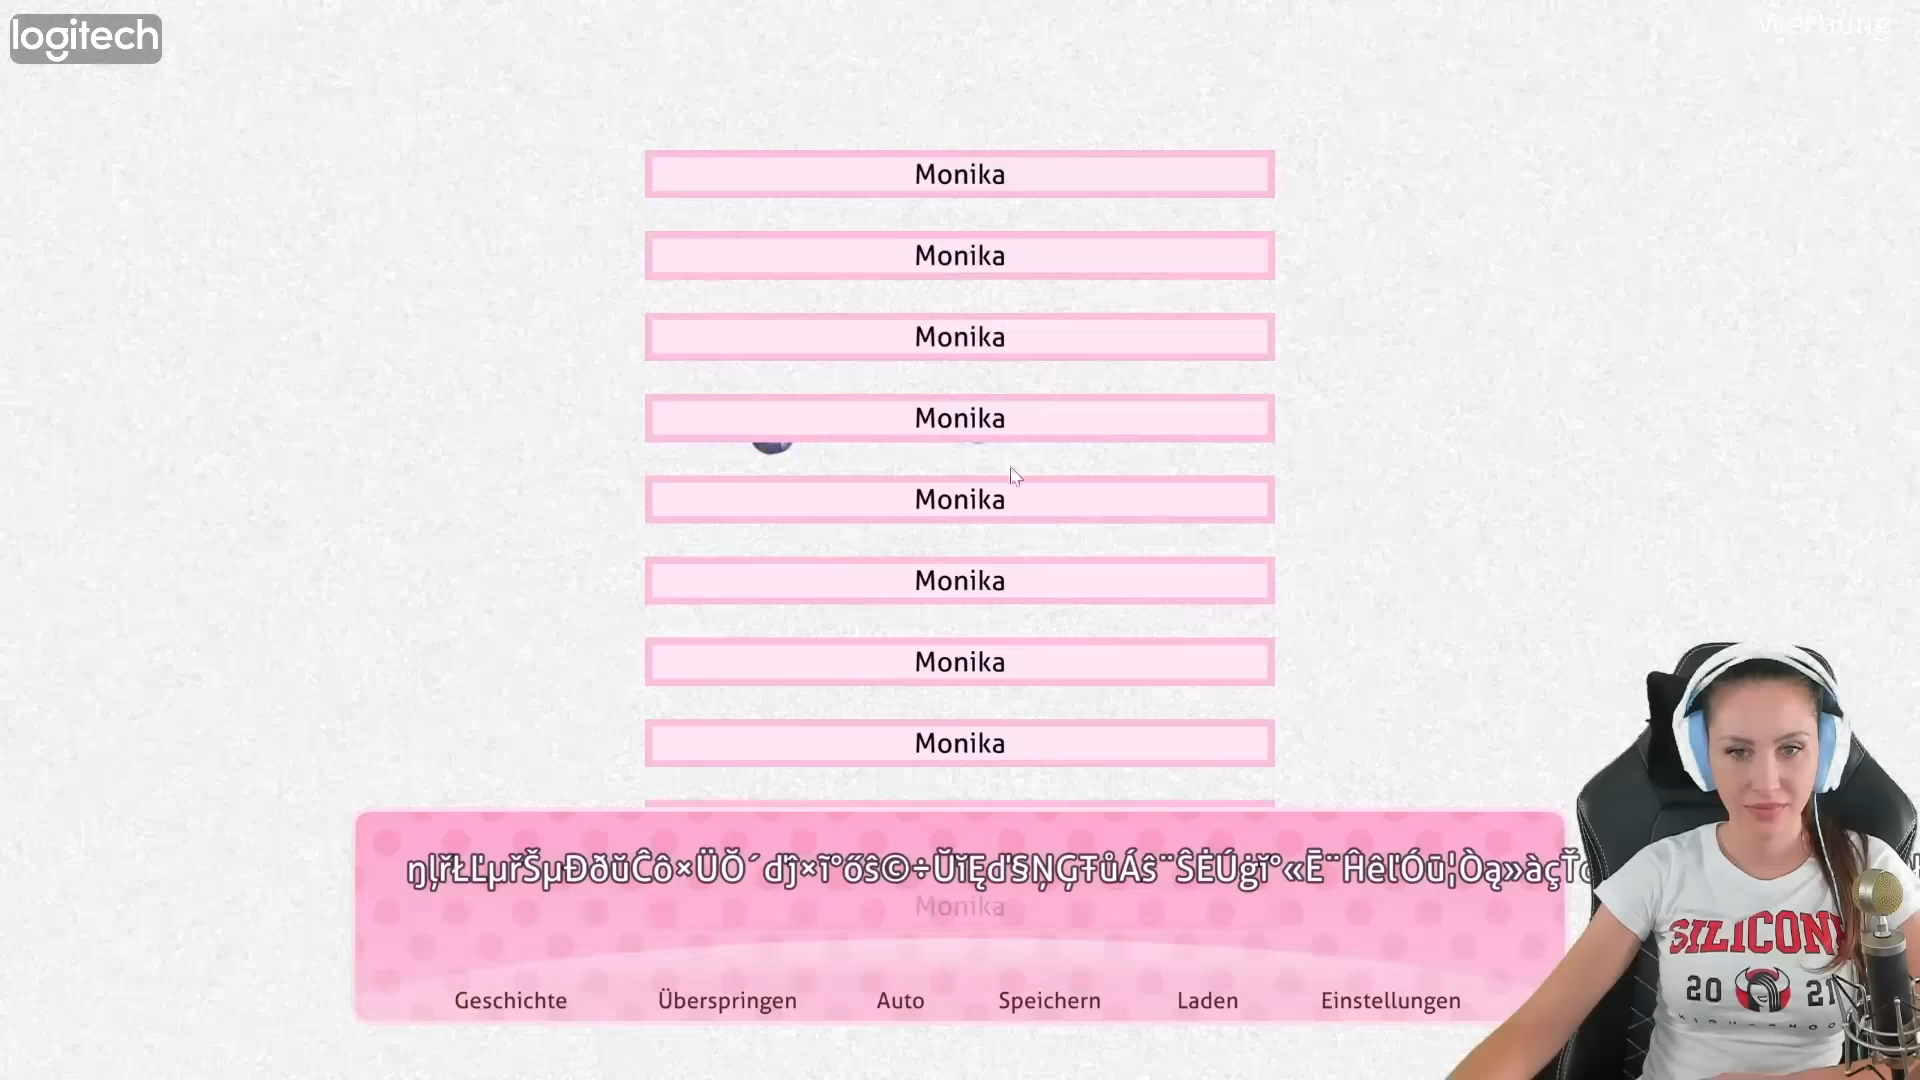 logitech
Werbung
Monika
Monika
Monika
Monika
Monika
Monika
Monika
Monika
Monika
Geschichte Überspringen Auto Speichern Laden Einstellungen
SILICON
20 21